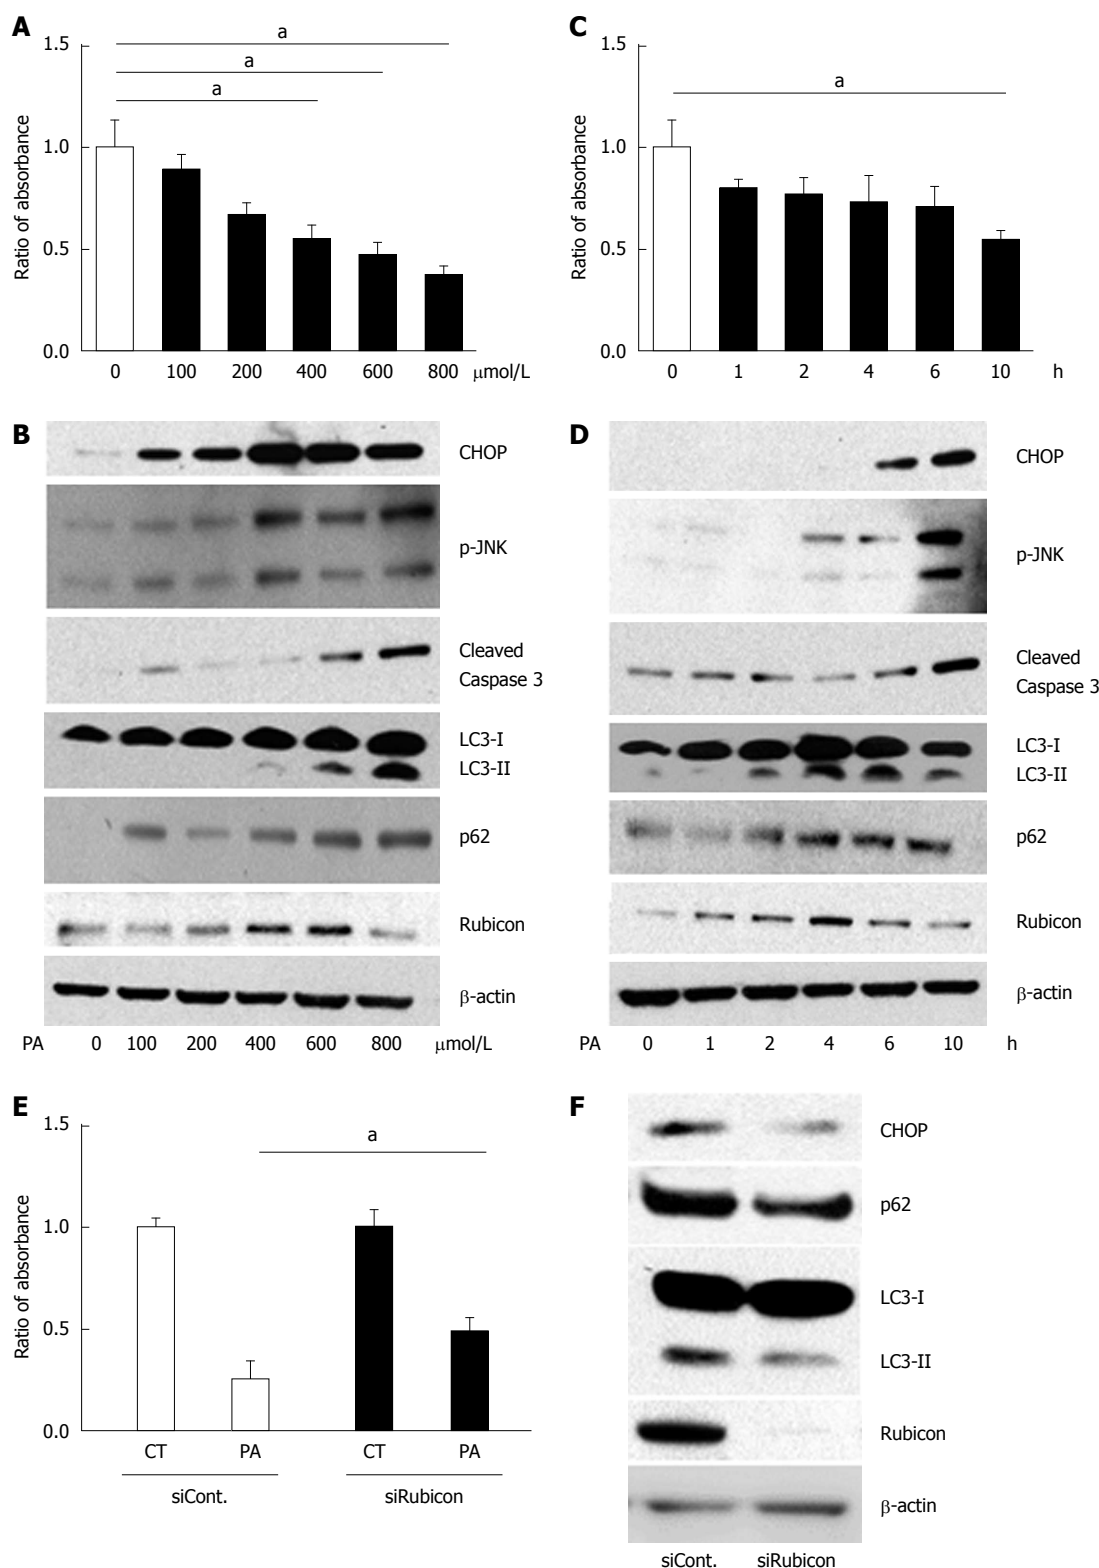 A
a
a
a
1.5
1.0
0.5
0.0
Ratio of absorbance
0 100 200 400 600 800 μmol/L
C
a
1.5
1.0
0.5
0.0
Ratio of absorbance
0 1 2 4 6 10 h
B
CHOP
p-JNK
Cleaved
Caspase 3
LC3-I
LC3-II
p62
Rubicon
β-actin
PA 0 100 200 400 600 800 μmol/L
D
CHOP
p-JNK
Cleaved
Caspase 3
LC3-I
LC3-II
p62
Rubicon
β-actin
PA 0 1 2 4 6 10 h
E
a
1.5
1.0
0.5
0.0
Ratio of absorbance
CT PA CT PA
siCont. siRubicon
F
CHOP
p62
LC3-I
LC3-II
Rubicon
β-actin
siCont. siRubicon